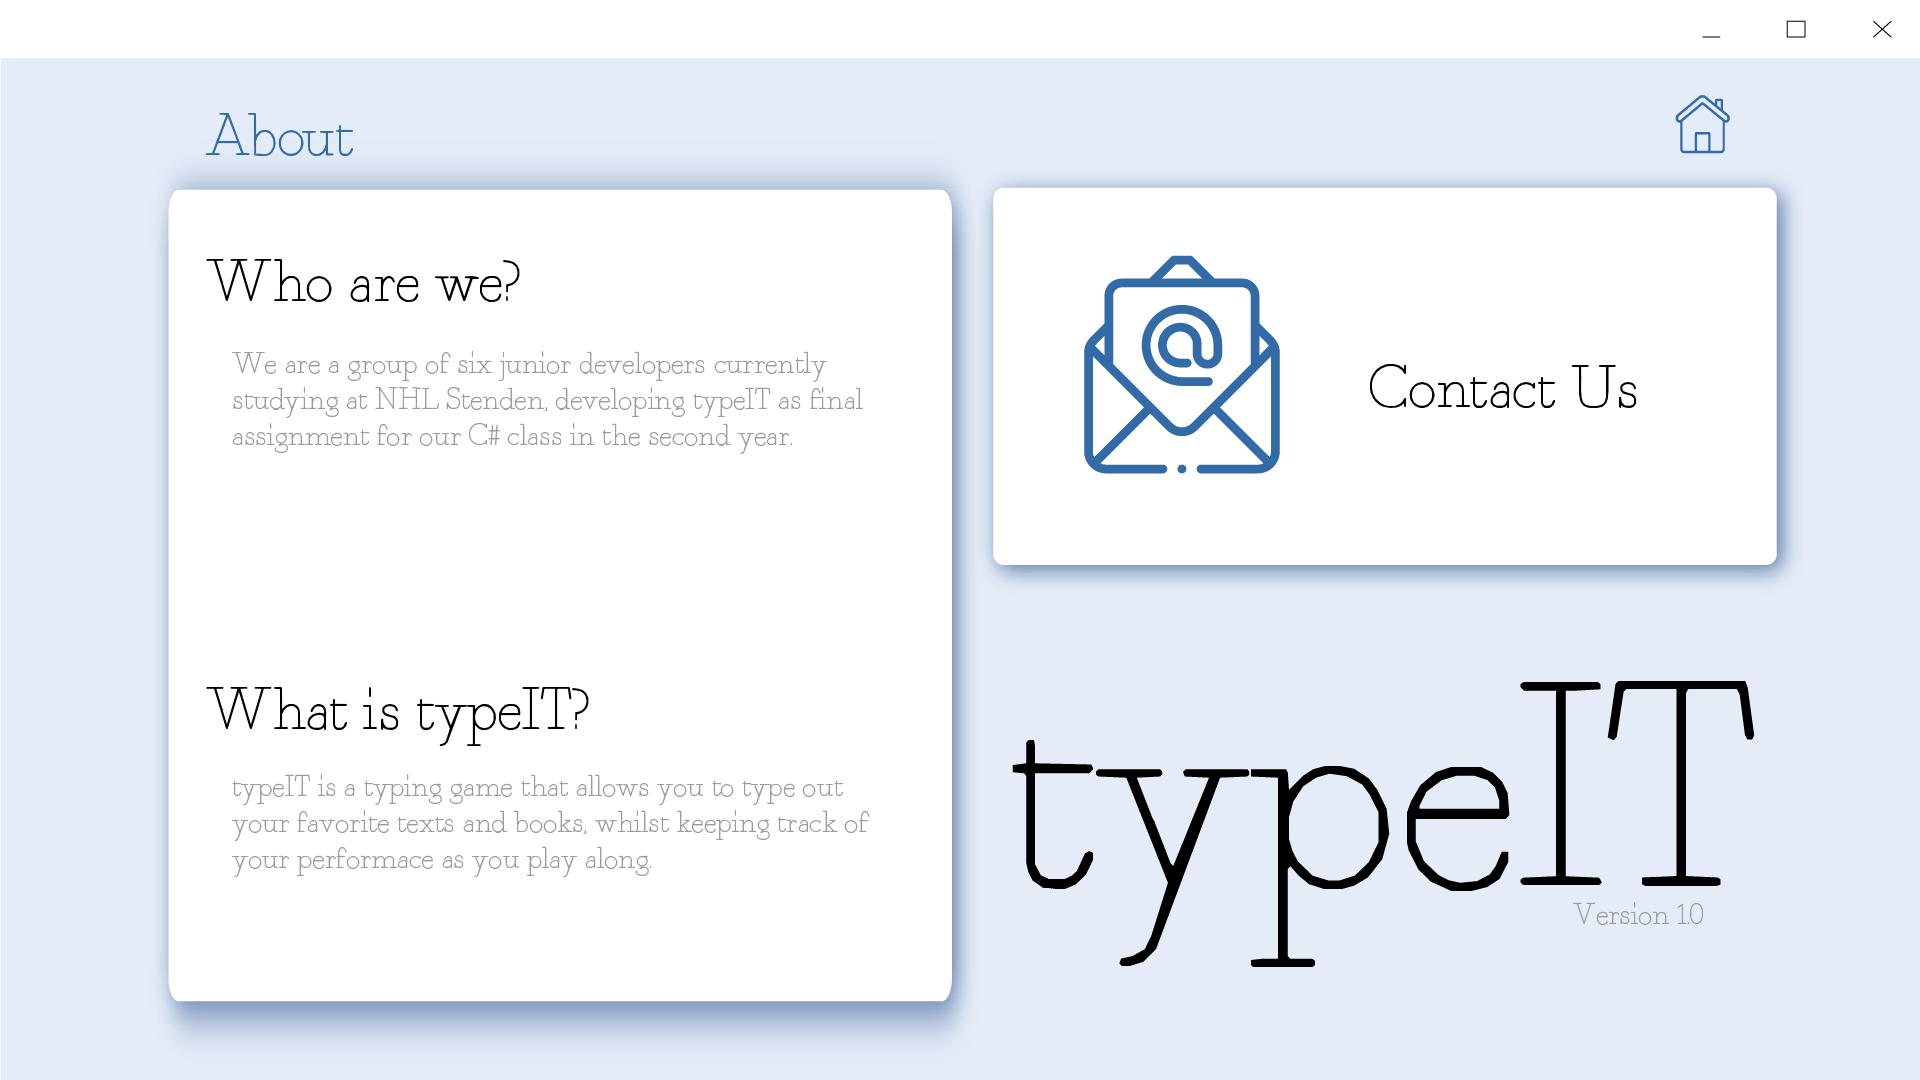 About
Who are we?
We are a group of six junior developers currently
studying at NHL Stenden, developing typeIT as final
assignment for our C# class in the second year.
What is typeIT?
typeIT is a typing game that allows you to type out
your favorite texts and books, whilst keeping track of
your performace as you play along.
Contact Us
typeIT
Version 1.0